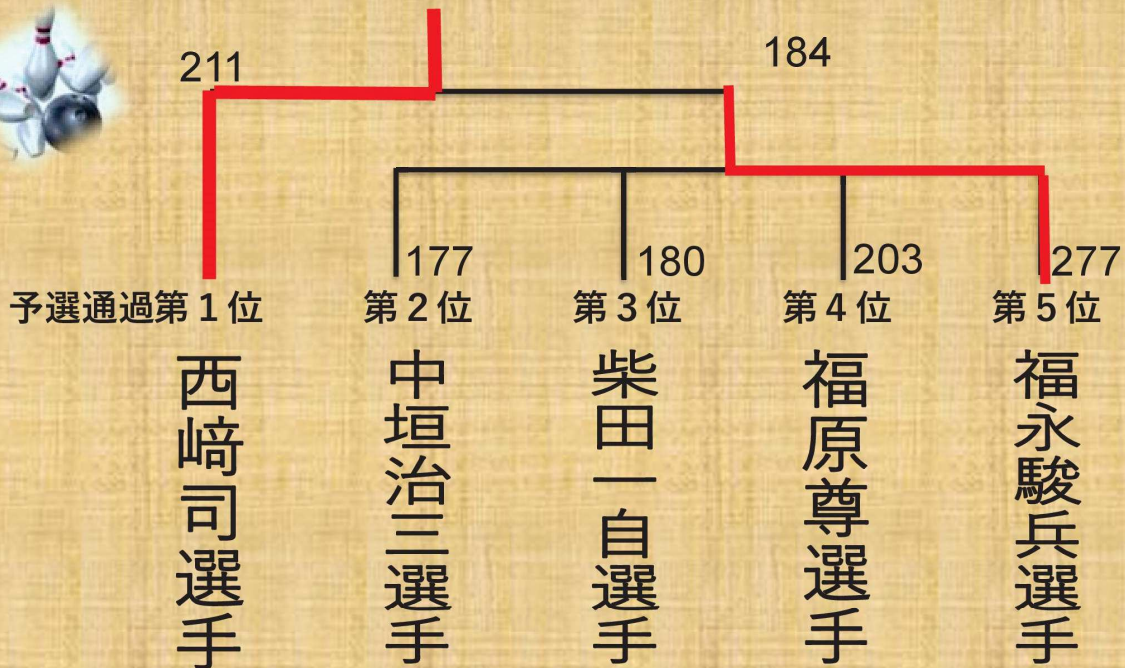 211
184
177
180
203
277
予選通過第1位
第2位
第3位
第4位
第5位
西﨑司選手
中垣治三選手
柴田一自選手
福原尊選手
福永駿兵選手